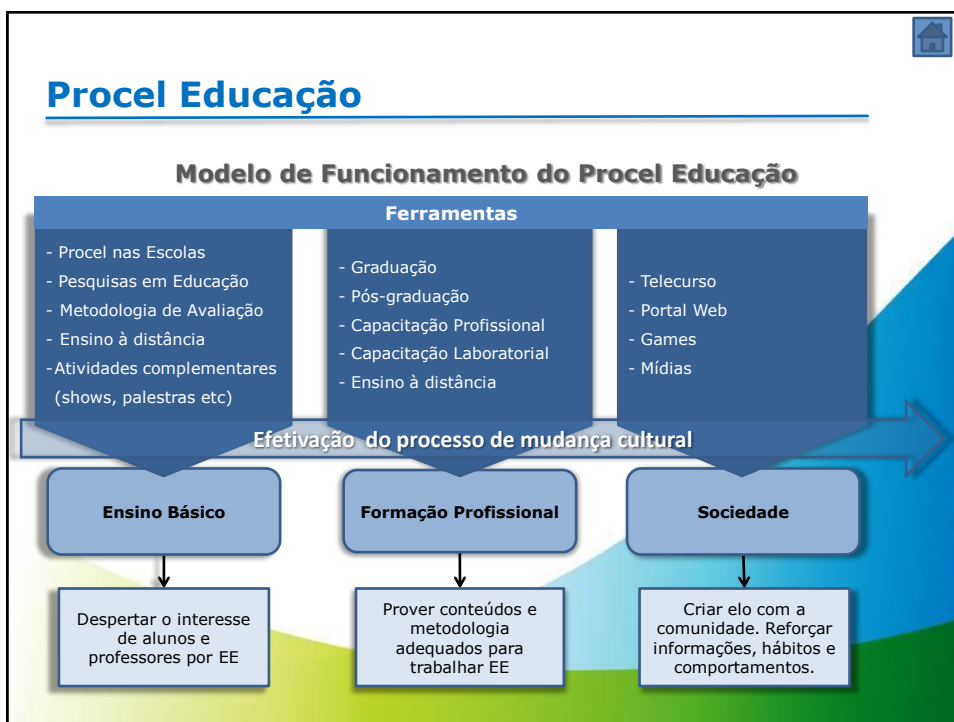 Procel Educação
Modelo de Funcionamento do Procel Educação
Ferramentas
- Procel nas Escolas
- Pesquisas em Educação
- Metodologia de Avaliação
- Ensino à distância
-Atividades complementares
(shows, palestras etc)
- Graduação
- Pós-graduação
- Capacitação Profissional
- Capacitação Laboratorial
- Ensino à distância
- Telecurso
- Portal Web
- Games
- Mídias
Efetivação do processo de mudança cultural
Ensino Básico
Formação Profissional
Sociedade
Despertar o interesse
de alunos e
professores por EE
Prover conteúdos e
metodologia
adequados para
trabalhar EE
Criar elo com a
comunidade. Reforçar
informações, hábitos e
comportamentos.